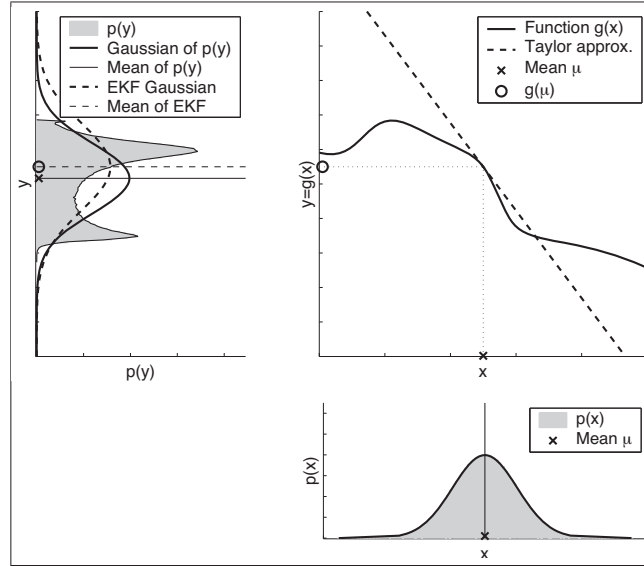 p(y)
Gaussian of p(y)
Mean of p(y)
EKF Gaussian
Mean of EKF
y
p(y)
Function g(x)
Taylor approx.
Mean μ
g(μ)
y=g(x)
x
p(x)
Mean μ
p(x)
x